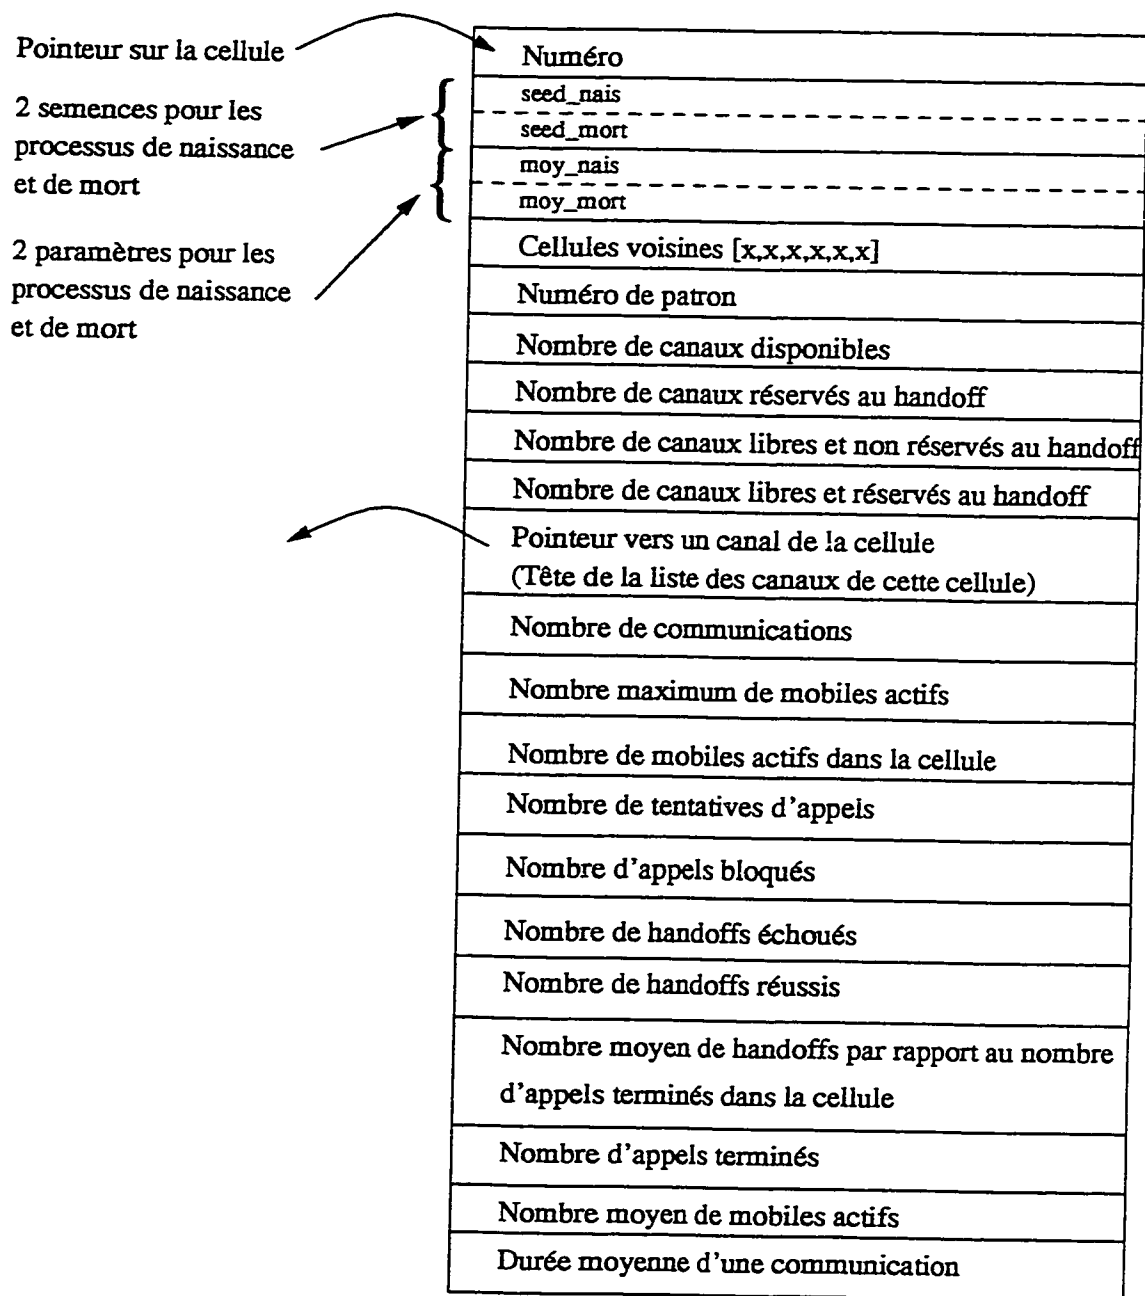 Pointeur sur la cellule
2 semences pour les
processus de naissance
et de mort
2 paramètres pour les
processus de naissance
et de mort
Numéro
seed_nais
seed_mort
moy_nais
moy_mort
Cellules voisines [x,x,x,x,x,x]
Numéro de patron
Nombre de canaux disponibles
Nombre de canaux réservés au handoff
Nombre de canaux libres et non réservés au handoff
Nombre de canaux libres et réservés au handoff
Pointeur vers un canal de la cellule
(Tête de la liste des canaux de cette cellule)
Nombre de communications
Nombre maximum de mobiles actifs
Nombre de mobiles actifs dans la cellule
Nombre de tentatives d'appels
Nombre d'appels bloqués
Nombre de handoffs échoués
Nombre de handoffs réussis
Nombre moyen de handoffs par rapport au nombre
d'appels terminés dans la cellule
Nombre d'appels terminés
Nombre moyen de mobiles actifs
Durée moyenne d'une communication